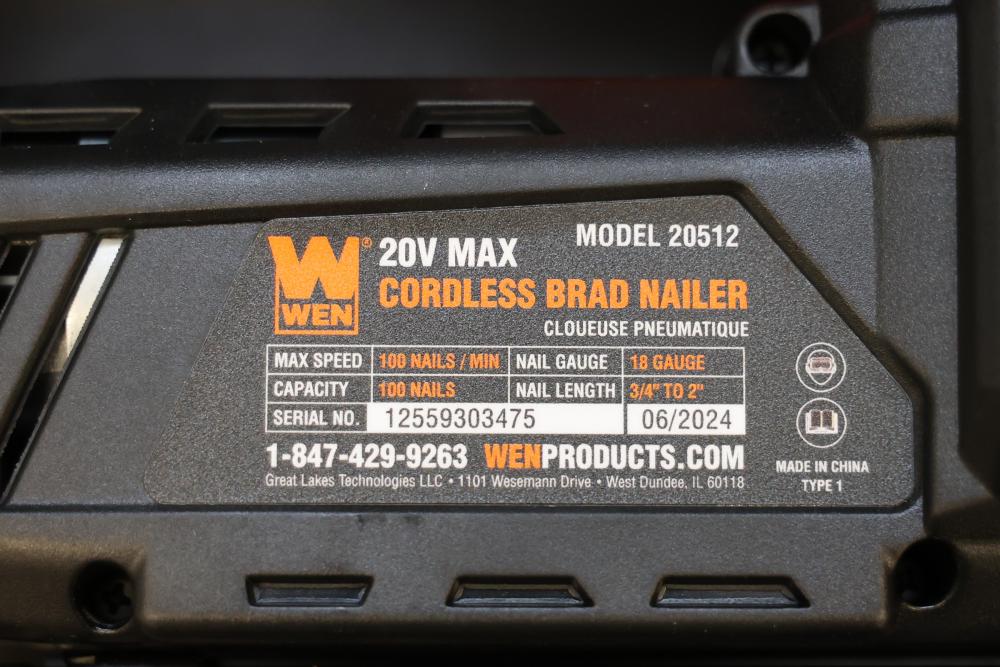 WEN®
20V MAX
MODEL 20512
CORDLESS BRAD NAILER
CLOUEUSE PNEUMATIQUE
MAX SPEED 100 NAILS / MIN NAIL GAUGE 18 GAUGE
CAPACITY 100 NAILS NAIL LENGTH 3/4" TO 2"
SERIAL NO. 12559303475 06/2024
1-847-429-9263 WENPRODUCTS.COM
Great Lakes Technologies LLC • 1101 Wesemann Drive • West Dundee, IL 60118
MADE IN CHINA
TYPE 1